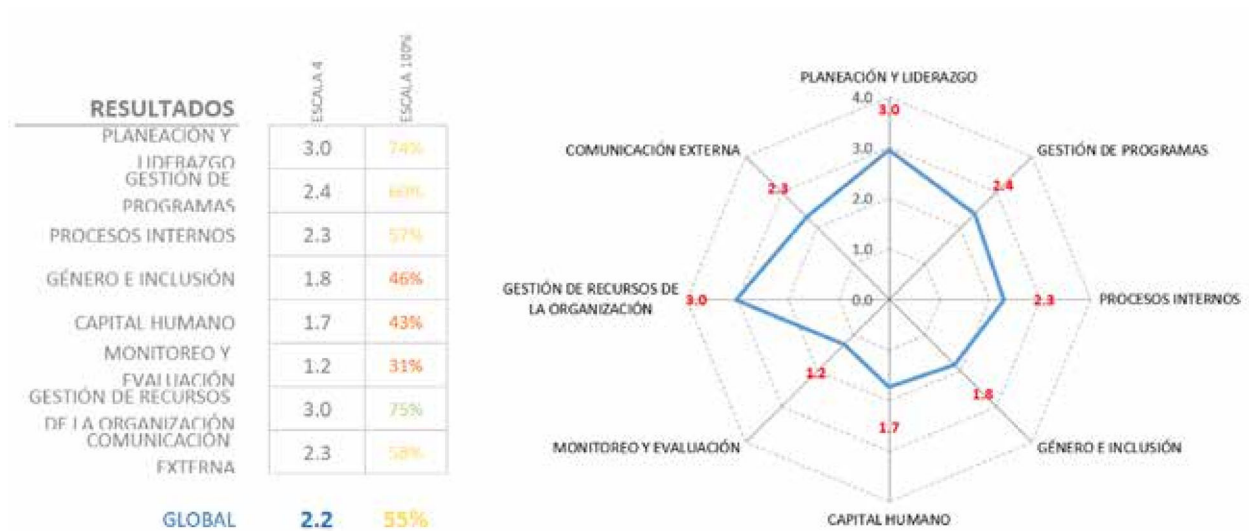 RESULTADOS
ESCALA 4
ESCALA 100%
PLANEACIÓN Y
LIDERAZGO
3.0 74%
GESTIÓN DE
PROGRAMAS
2.4 60%
PROCESOS INTERNOS 2.3 57%
GÉNERO E INCLUSIÓN 1.8 46%
CAPITAL HUMANO 1.7 43%
MONITOREO Y
EVALUACIÓN
1.2 31%
GESTIÓN DE RECURSOS
DE LA ORGANIZACIÓN
3.0 75%
COMUNICACIÓN
EXTERNA
2.3 58%
GLOBAL 2.2 55%
PLANEACIÓN Y LIDERAZGO
4.0
3.0
3.0
2.0
1.0
0.0
COMUNICACIÓN EXTERNA
2.3
GESTIÓN DE PROGRAMAS
2.4
GESTIÓN DE RECURSOS DE
LA ORGANIZACIÓN
3.0
2.3
PROCESOS INTERNOS
1.2
MONITOREO Y EVALUACIÓN
1.8
GÉNERO E INCLUSIÓN
1.7
CAPITAL HUMANO